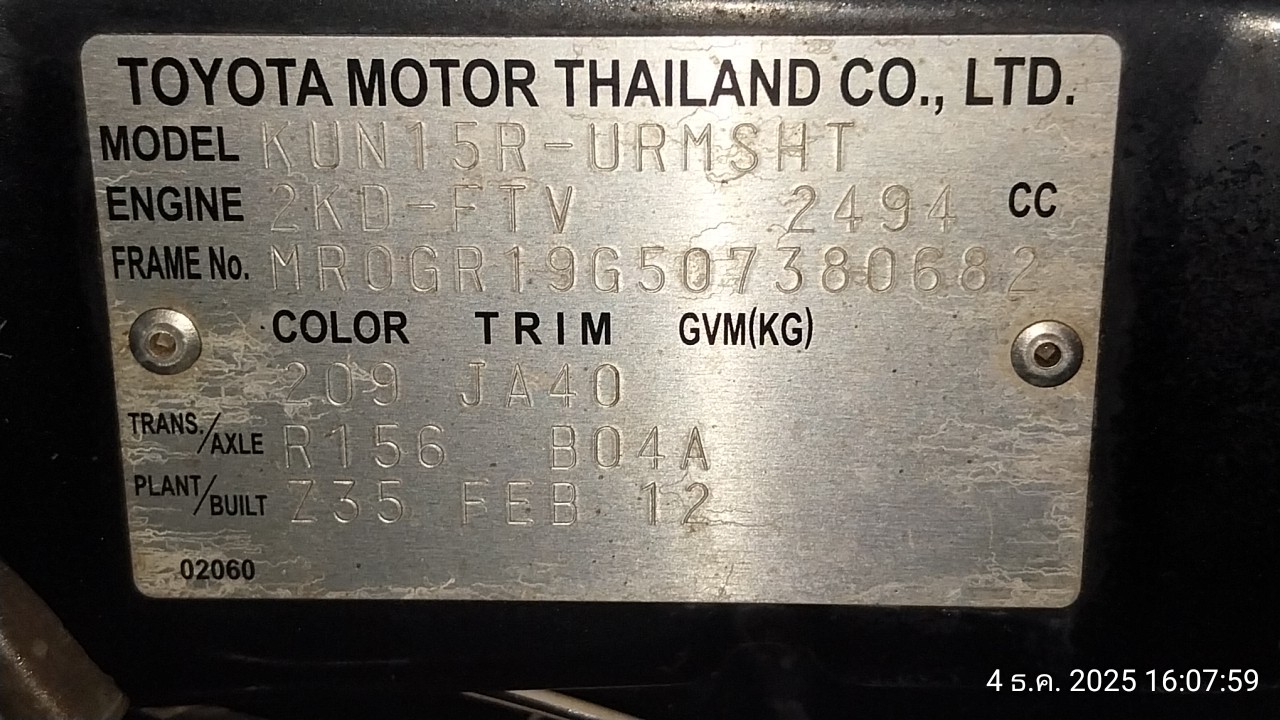 TOYOTA MOTOR THAILAND CO., LTD.
MODEL KUN15R-URMSHT
ENGINE 2KD-FTV 2494 CC
FRAME No. MR0GR19G507380682
COLOR TRIM GVM(KG)
209 JA40
TRANS./AXLE R156 B04A
PLANT/BUILT Z35 FEB 12
02060
4 ธ.ค. 2025 16:07:59